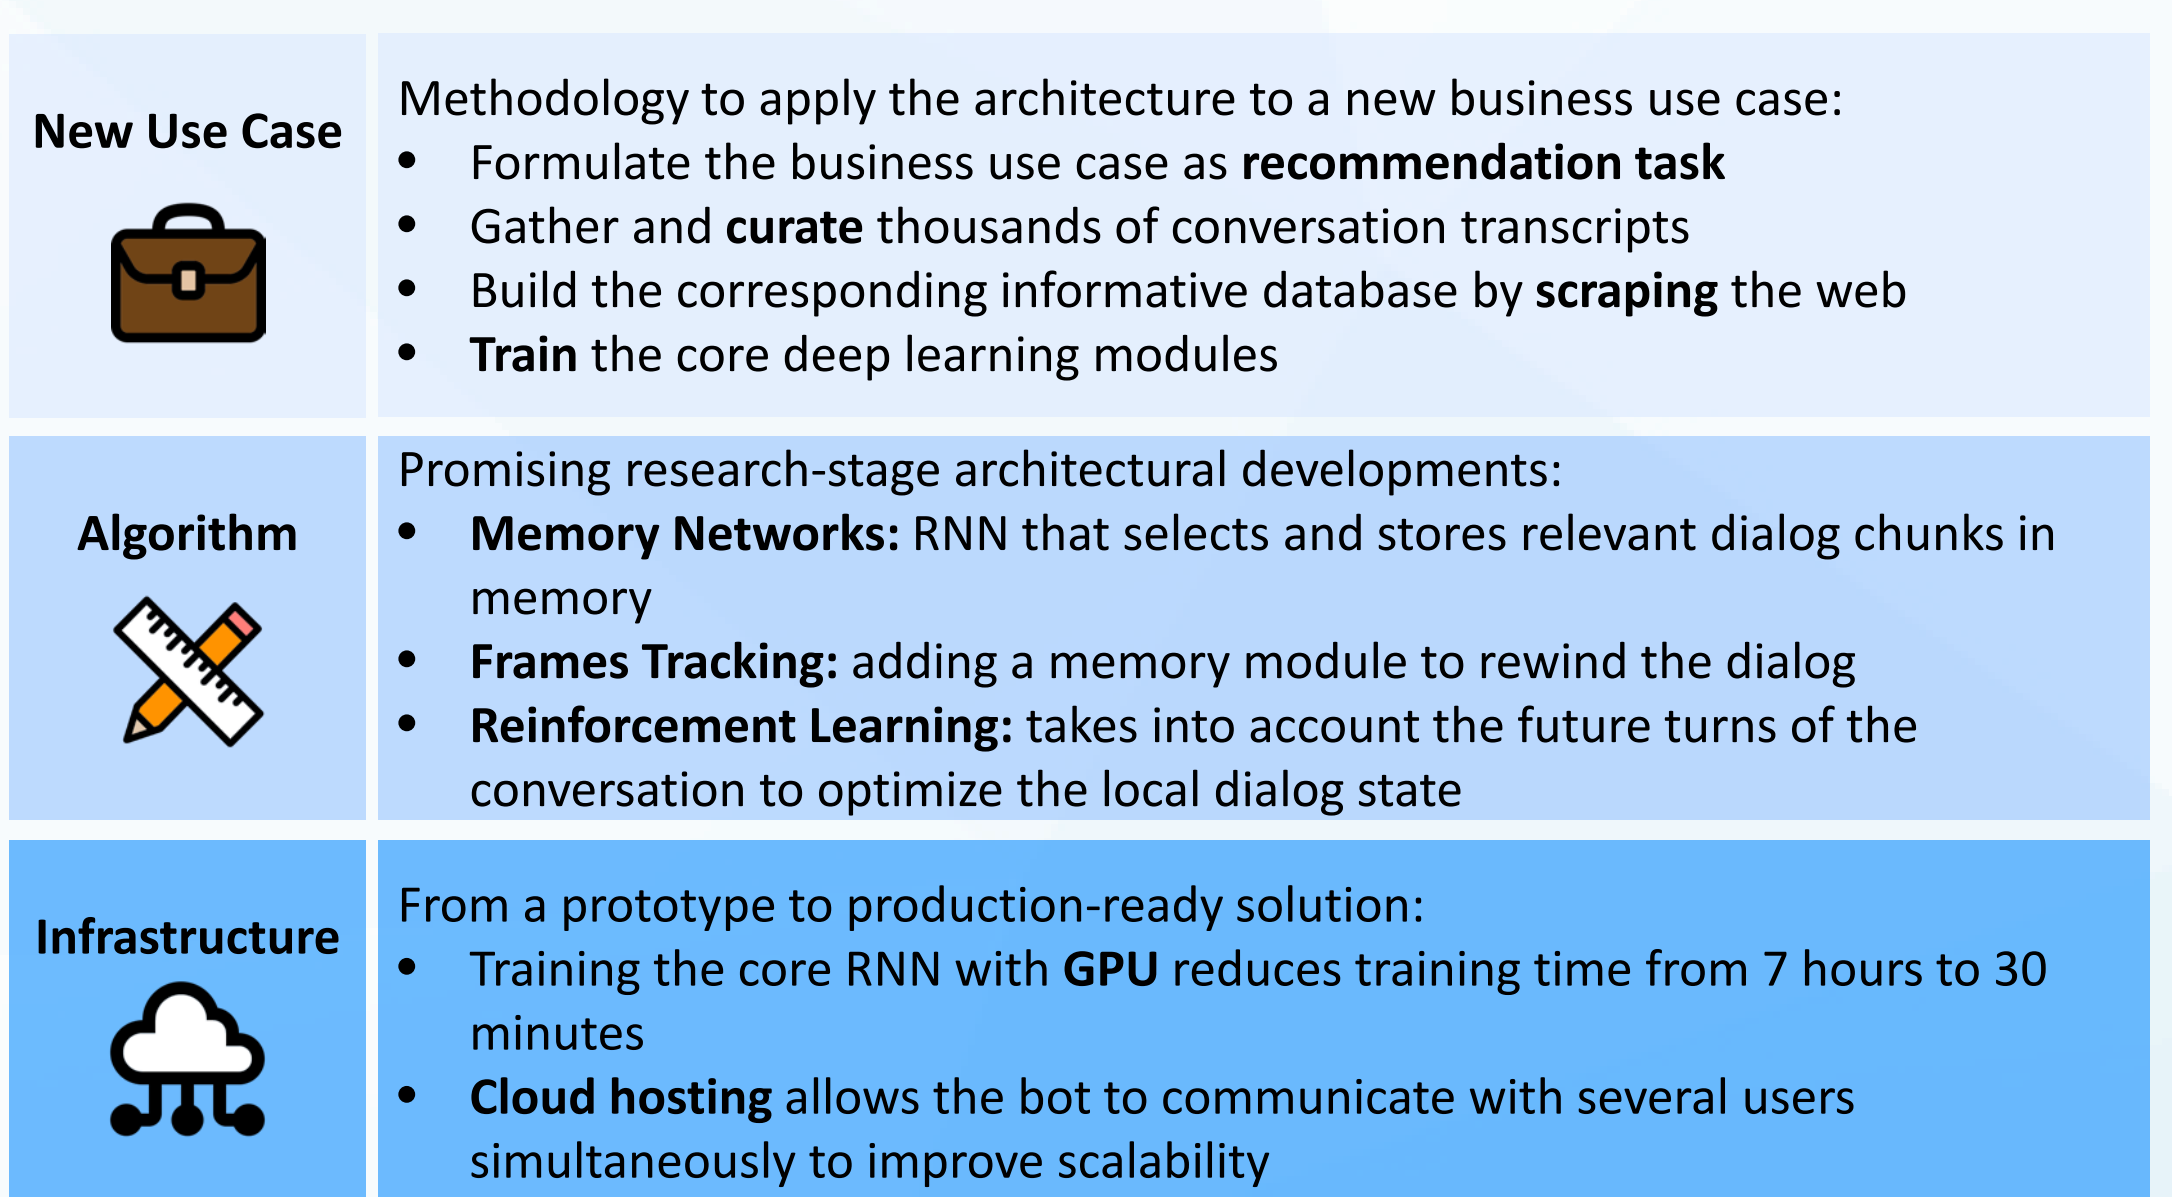 New Use Case
Methodology to apply the architecture to a new business use case:
• Formulate the business use case as recommendation task
• Gather and curate thousands of conversation transcripts
• Build the corresponding informative database by scraping the web
• Train the core deep learning modules
Algorithm
Promising research-stage architectural developments:
• Memory Networks: RNN that selects and stores relevant dialog chunks in
memory
• Frames Tracking: adding a memory module to rewind the dialog
• Reinforcement Learning: takes into account the future turns of the
conversation to optimize the local dialog state
Infrastructure
From a prototype to production-ready solution:
• Training the core RNN with GPU reduces training time from 7 hours to 30
minutes
• Cloud hosting allows the bot to communicate with several users
simultaneously to improve scalability